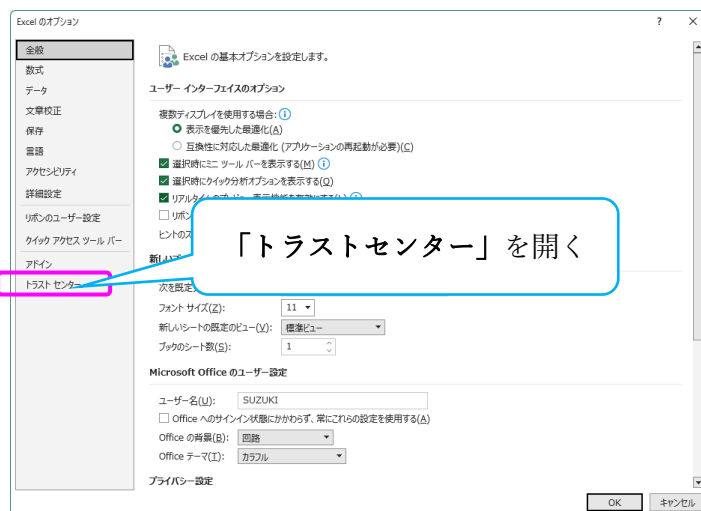 Excel のオプション
? ×
全般
数式
データ
文章校正
保存
言語
アクセシビリティ
詳細設定
リボンのユーザー設定
クイック アクセス ツール バー
アドイン
トラスト センター
Excel の基本オプションを設定します。
ユーザー インターフェイスのオプション
複数ディスプレイを使用する場合:
表示を優先した最適化(A)
互換性に対応した最適化 (アプリケーションの再起動が必要)(C)
選択時にミニ ツール バーを表示する(M)
選択時にクイック分析オプションを表示する(Q)
リボン
ヒントのス
「トラストセンター」を開く
新しいブ
次を既定
フォント サイズ(Z): 11
新しいシートの既定のビュー(V): 標準ビュー
ブックのシート数(S): 1
Microsoft Office のユーザー設定
ユーザー名(U): SUZUKI
Office へのサインイン状態にかかわらず、常にこれらの設定を使用する(A)
Office の背景(B): 回路
Office テーマ(T): カラフル
プライバシー設定
OK キャンセル